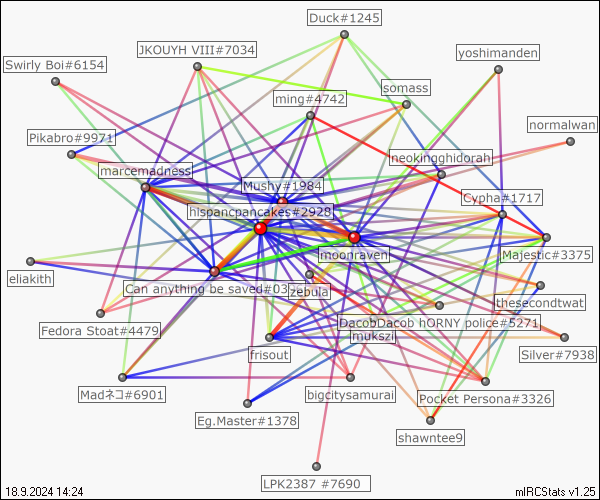 Duck#1245
JKOUYH VIII#7034
yoshimanden
Swirly Boi#6154
somass
ming#4742
normalwan
Pikabro#9971
neokingghidorah
marcemadness
Mushy#1984
Cypha#1717
hispancpancakes#2928
moonraven
Majestic#3375
eliakith
Can anything be saved#03
zebula
thesecondtwat
Fedora Stoat#4479
DacobDacob hORNY police#5271
mukszil
frisout
Silver#7938
Madネコ#6901
bigcitysamurai
Pocket Persona#3326
Eg.Master#1378
shawntee9
LPK2387 #7690
18.9.2024 14:24
mIRCStats v1.25